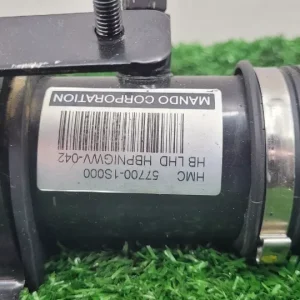 HMC 57700-1S000
HB LHD HBPNIGWV-042
MANDO CORPORATION